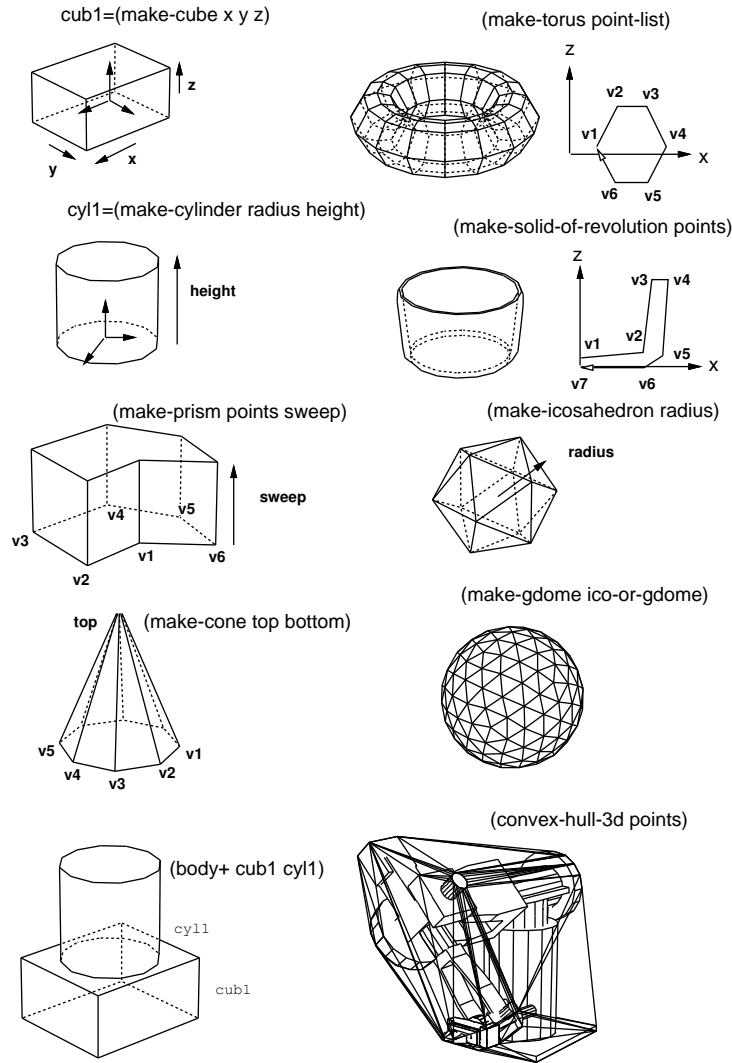 cub1=(make-cube x y z)
z
y
x
(make-torus point-list)
Z
v2
v3
v1
v4
X
v6
v5
cyl1=(make-cylinder radius height)
height
(make-solid-of-revolution points)
Z
v3
v4
v1
v2
v5
X
v7
v6
(make-prism points sweep)
sweep
v4
v5
v3
v1
v6
v2
(make-icosahedron radius)
radius
top
(make-cone top bottom)
v5
v1
v4
v2
v3
(make-gdome ico-or-gdome)
(body+ cub1 cyl1)
cyl1
cub1
(convex-hull-3d points)